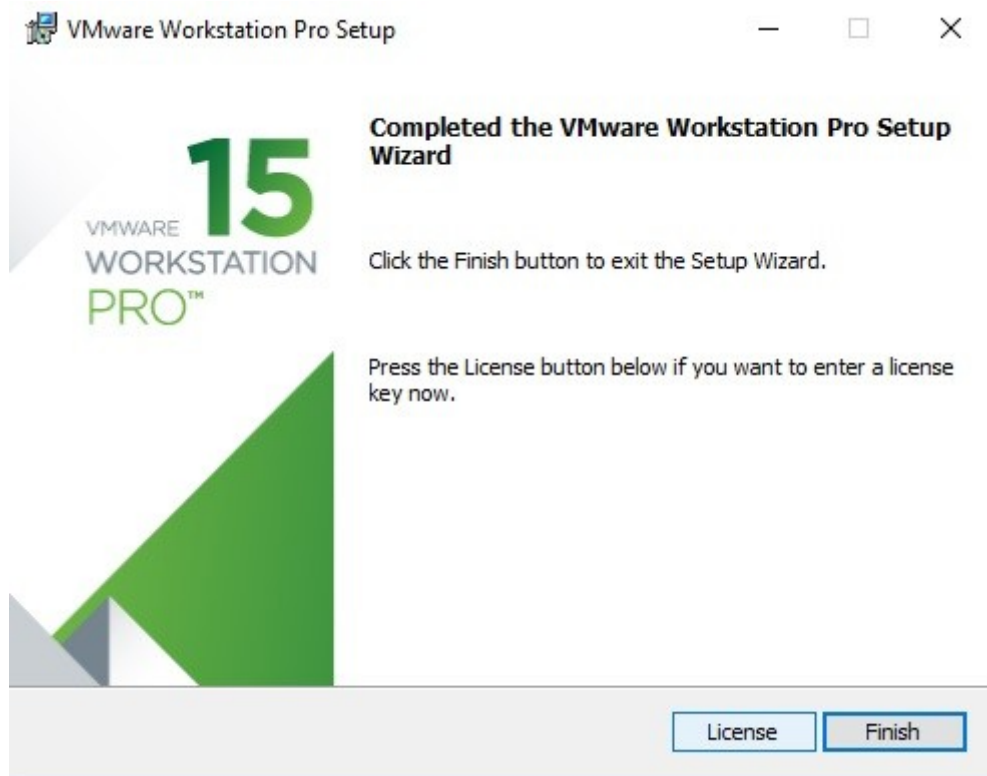 VMware Workstation Pro Setup
Completed the VMware Workstation Pro Setup
Wizard
15
VMWARE
WORKSTATION
PRO™
Click the Finish button to exit the Setup Wizard.
Press the License button below if you want to enter a license
key now.
License
Finish